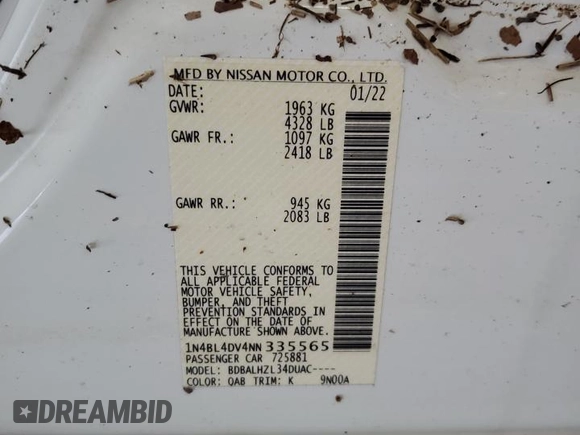 MFD BY NISSAN MOTOR CO., LTD.
DATE: 01/22
GVWR: 1963 KG
4328 LB
GAWR FR.: 1097 KG
2418 LB
GAWR RR.: 945 KG
2083 LB
THIS VEHICLE CONFORMS TO
ALL APPLICABLE FEDERAL
MOTOR VEHICLE SAFETY,
BUMPER, AND THEFT
PREVENTION STANDARDS IN
EFFECT ON THE DATE OF
MANUFACTURE SHOWN ABOVE.
1N4BL4DV4NN335565
PASSENGER CAR 725881
MODEL: BDBALHZL34DUAC----
COLOR: QAB TRIM: K 9N00A
DREAMBID